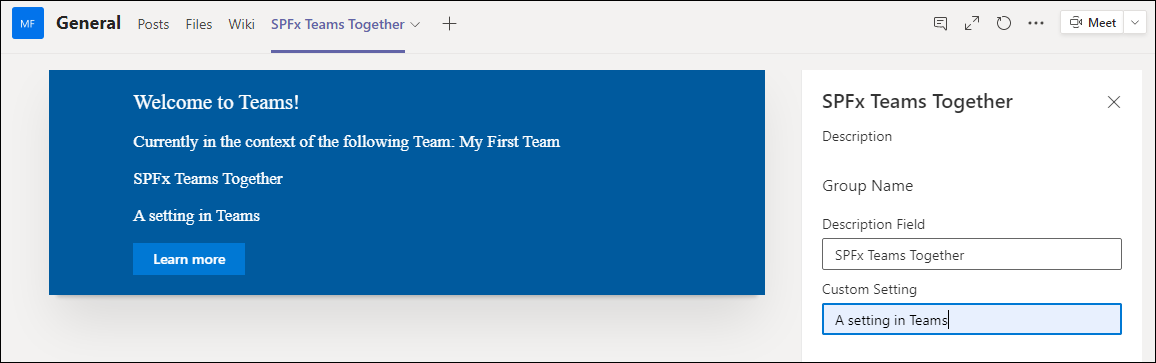 MF General Posts Files Wiki SPFx Teams Together Meet
Welcome to Teams!
Currently in the context of the following Team: My First Team
SPFx Teams Together
A setting in Teams
Learn more
SPFx Teams Together
Description
Group Name
Description Field
SPFx Teams Together
Custom Setting
A setting in Teams